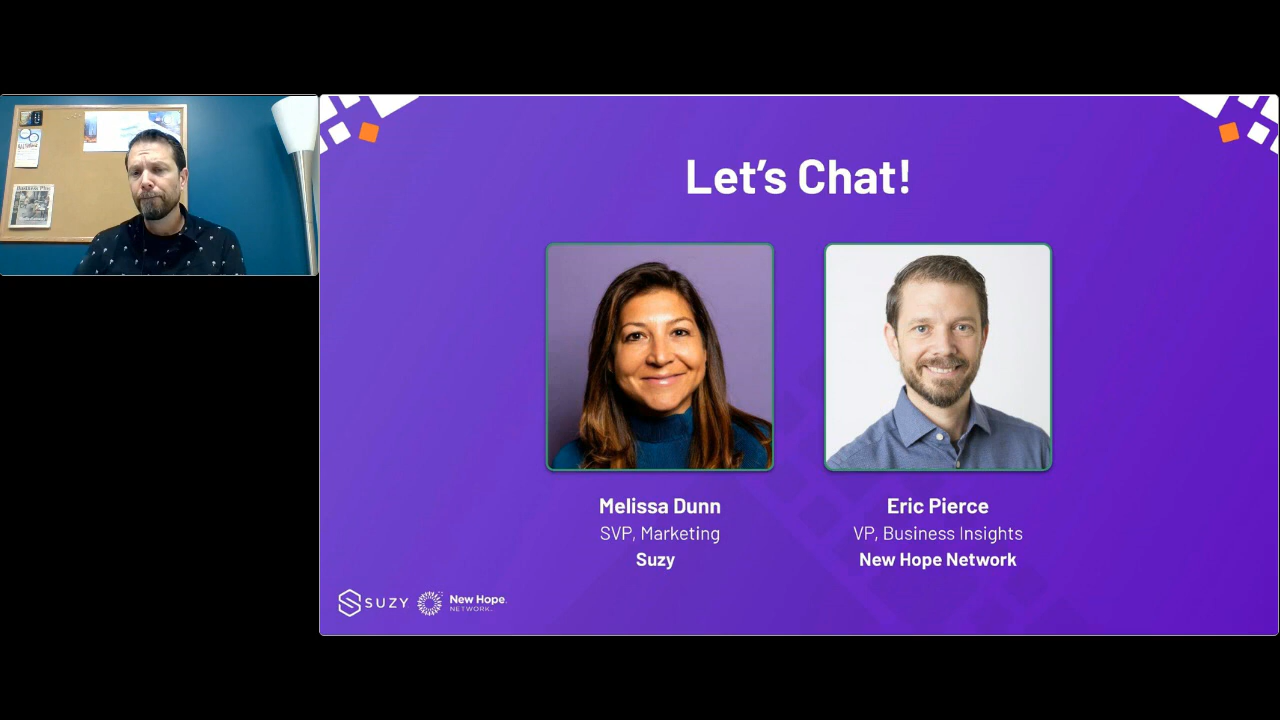 Let's Chat!
Melissa Dunn
SVP, Marketing
Suzy
Eric Pierce
VP, Business Insights
New Hope Network
SUZY
New Hope.
NETWORK.